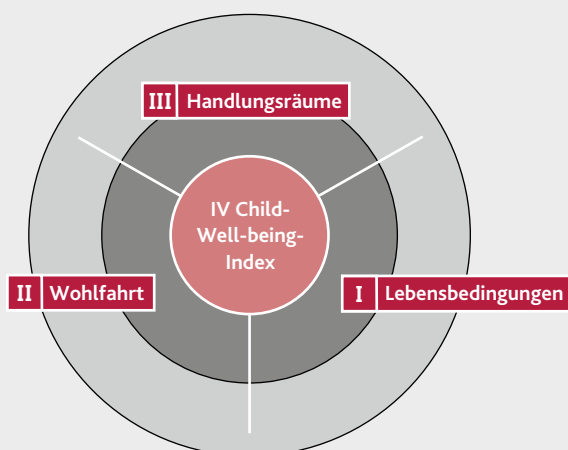 III Handlungsräume
IV Child-
Well-being-
Index
II Wohlfahrt
I Lebensbedingungen